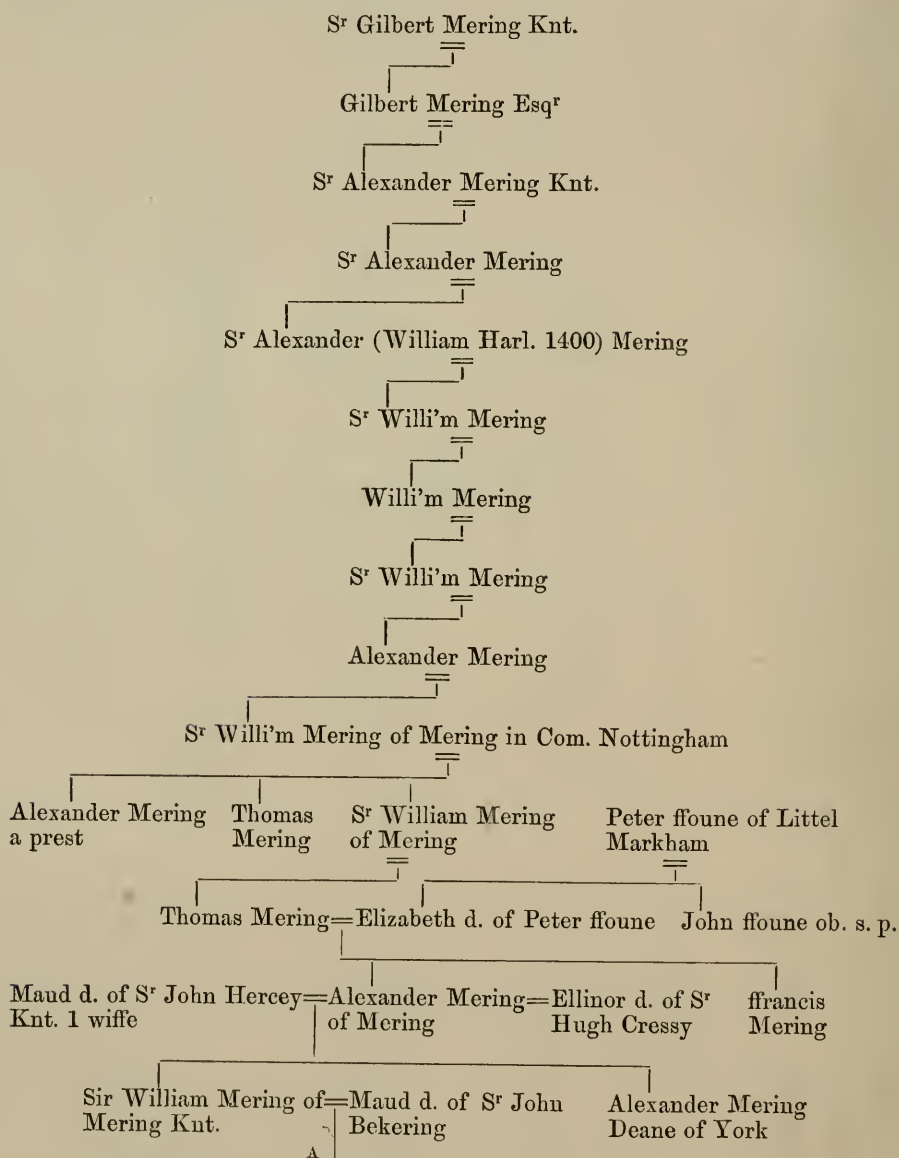 Sʳ Gilbert Mering Knt.
Gilbert Mering Esqʳ
Sʳ Alexander Mering Knt.
Sʳ Alexander Mering
Sʳ Alexander (William Harl. 1400) Mering
Sʳ Willi'm Mering
Willi'm Mering
Sʳ Willi'm Mering
Alexander Mering
Sʳ Willi'm Mering of Mering in Com. Nottingham
Alexander Mering
a prest
Thomas
Mering
Sʳ William Mering
of Mering
Peter ffoune of Littel
Markham
Thomas Mering=Elizabeth d. of Peter ffoune
John ffoune ob. s. p.
Maud d. of Sʳ John Hercey=
Knt. 1 wiffe
Alexander Mering=
of Mering
Ellinor d. of Sʳ
Hugh Cressy
ffrancis
Mering
Sir William Mering of=
Mering Knt.
Maud d. of Sʳ John
Bekering
Alexander Mering
Deane of York
A